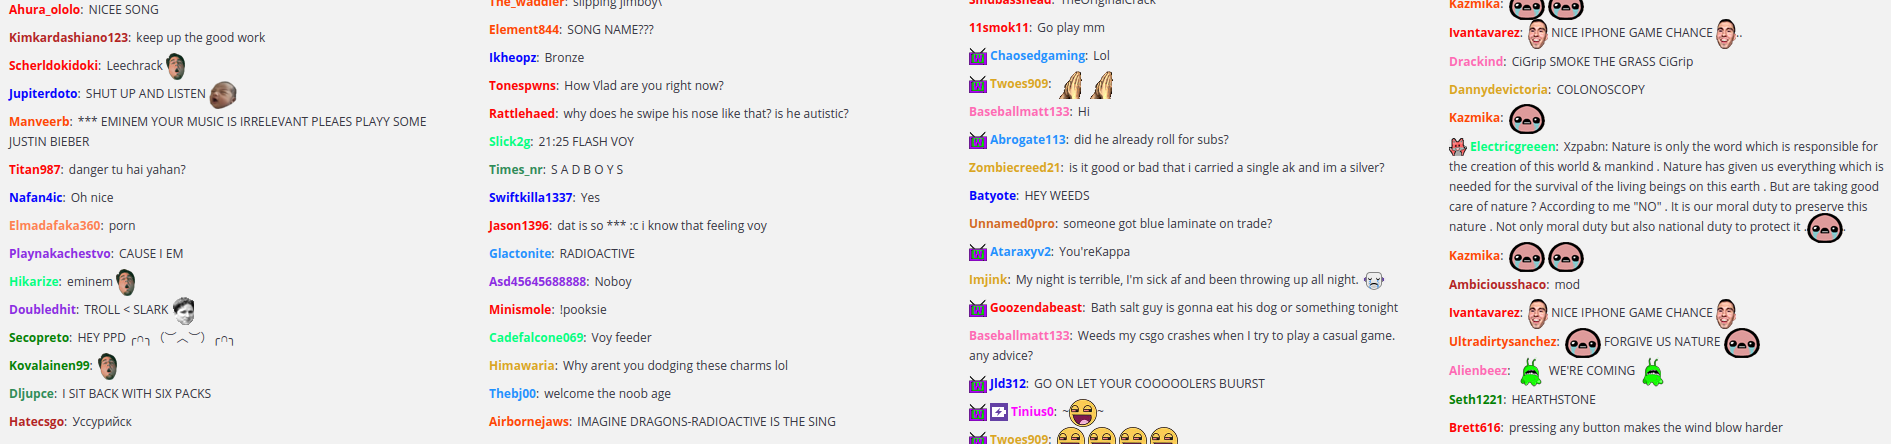 Ahura_ololo: NICEE SONG
Kimkardashiano123: keep up the good work
Scherldokidoki: Leechrack
Jupiterdoto: SHUT UP AND LISTEN
Manveerb: *** EMINEM YOUR MUSIC IS IRRELEVANT PLEAES PLAYY SOME
JUSTIN BIEBER
Titan987: danger tu hai yahan?
Nafan4ic: Oh nice
Elmadafaka360: porn
Playnakachestvo: CAUSE I EM
Hikarize: eminem
Doubledhit: TROLL < SLARK
Secopreto: HEY PPD ╭∩╮（︶︿︶）╭∩╮
Kovalainen99:
Dljupce: I SIT BACK WITH SIX PACKS
Hatecsgo: Уссурийск
The_waddler: slipping jimboy\
Element844: SONG NAME???
Ikheopz: Bronze
Tonespwns: How Vlad are you right now?
Rattlehaed: why does he swipe his nose like that? is he autistic?
Slick2g: 21:25 FLASH VOY
Times_nr: S A D B O Y S
Swiftkilla1337: Yes
Jason1396: dat is so *** :c i know that feeling voy
Glactonite: RADIOACTIVE
Asd45645688888: Noboy
Minismole: !pooksie
Cadefalcone069: Voy feeder
Himawaria: Why arent you dodging these charms lol
Thebj00: welcome the noob age
Airbornejaws: IMAGINE DRAGONS-RADIOACTIVE IS THE SING
TheOriginalCrack
11smok11: Go play mm
Chaosedgaming: Lol
Twoes909:
Baseballmatt133: Hi
Abrogate113: did he already roll for subs?
Zombiecreed21: is it good or bad that i carried a single ak and im a silver?
Batyote: HEY WEEDS
Unnamed0pro: someone got blue laminate on trade?
Ataraxyv2: You'reKappa
Imjink: My night is terrible, I'm sick af and been throwing up all night.
Goozendabeast: Bath salt guy is gonna eat his dog or something tonight
Baseballmatt133: Weeds my csgo crashes when I try to play a casual game.
any advice?
Jld312: GO ON LET YOUR COOOOOLERS BUURST
Tinius0: ~ ~
Twoes909:
Kazmika:
Ivantavarez: NICE IPHONE GAME CHANCE ..
Drackind: CiGrip SMOKE THE GRASS CiGrip
Dannydevictoria: COLONOSCOPY
Kazmika:
Electricgreeen: Xzpabn: Nature is only the word which is responsible for
the creation of this world & mankind . Nature has given us everything which is
needed for the survival of the living beings on this earth . But are taking good
care of nature ? According to me "NO" . It is our moral duty to preserve this
nature . Not only moral duty but also national duty to protect it . .
Kazmika:
Ambiciousshaco: mod
Ivantavarez: NICE IPHONE GAME CHANCE
Ultradirtysanchez: FORGIVE US NATURE
Alienbeez: WE'RE COMING
Seth1221: HEARTHSTONE
Brett616: pressing any button makes the wind blow harder